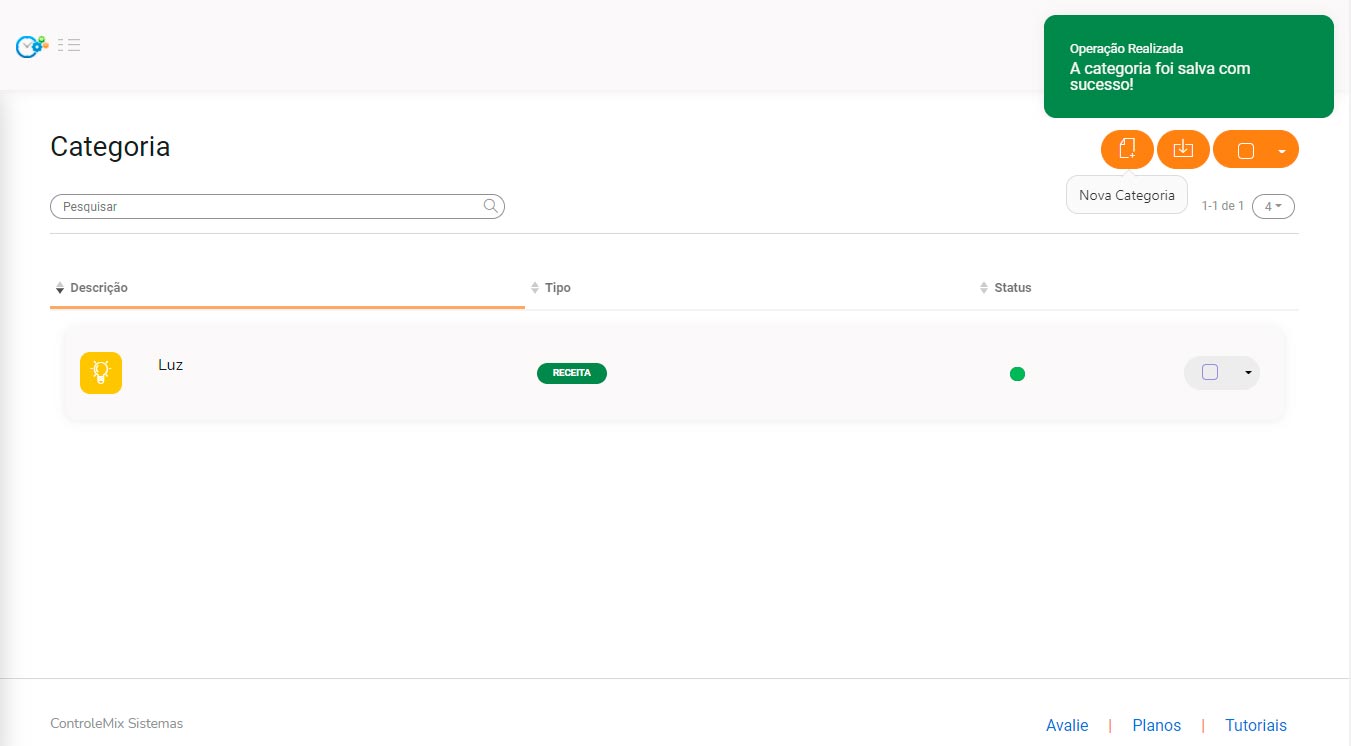 Operação Realizada
A categoria foi salva com
sucesso!
Categoria
Nova Categoria
Pesquisar
1-1 de 1
4
Descrição
Tipo
Status
Luz
RECEITA
ControleMix Sistemas
Avalie | Planos | Tutoriais